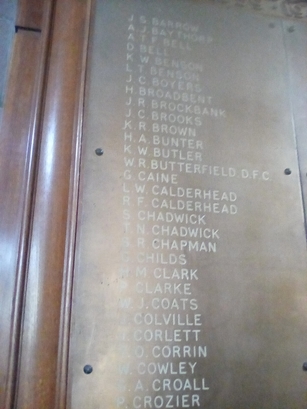 J. S. BARROW
A. J. BAYTHORP
A. T. F. BELL
D. BELL
K. W. BENSON
L. T. BENSON
J. C. BOYERS
H. BROADBENT
J. R. BROCKBANK
J. C. BROOKS
K. R. BROWN
H. A. BUNTER
K. W. BUTLER
W. R. BUTTERFIELD. D.F.C.
G. CAINE
L. W. CALDERHEAD
R. F. CALDERHEAD
S. CHADWICK
T. N. CHADWICK
R. CHAPMAN
CHILDS
M. CLARK
CLARKE
J. COATS
COLVILLE
CORLETT
O. CORRIN
COWLEY
A. CROALL
P. CROZIER